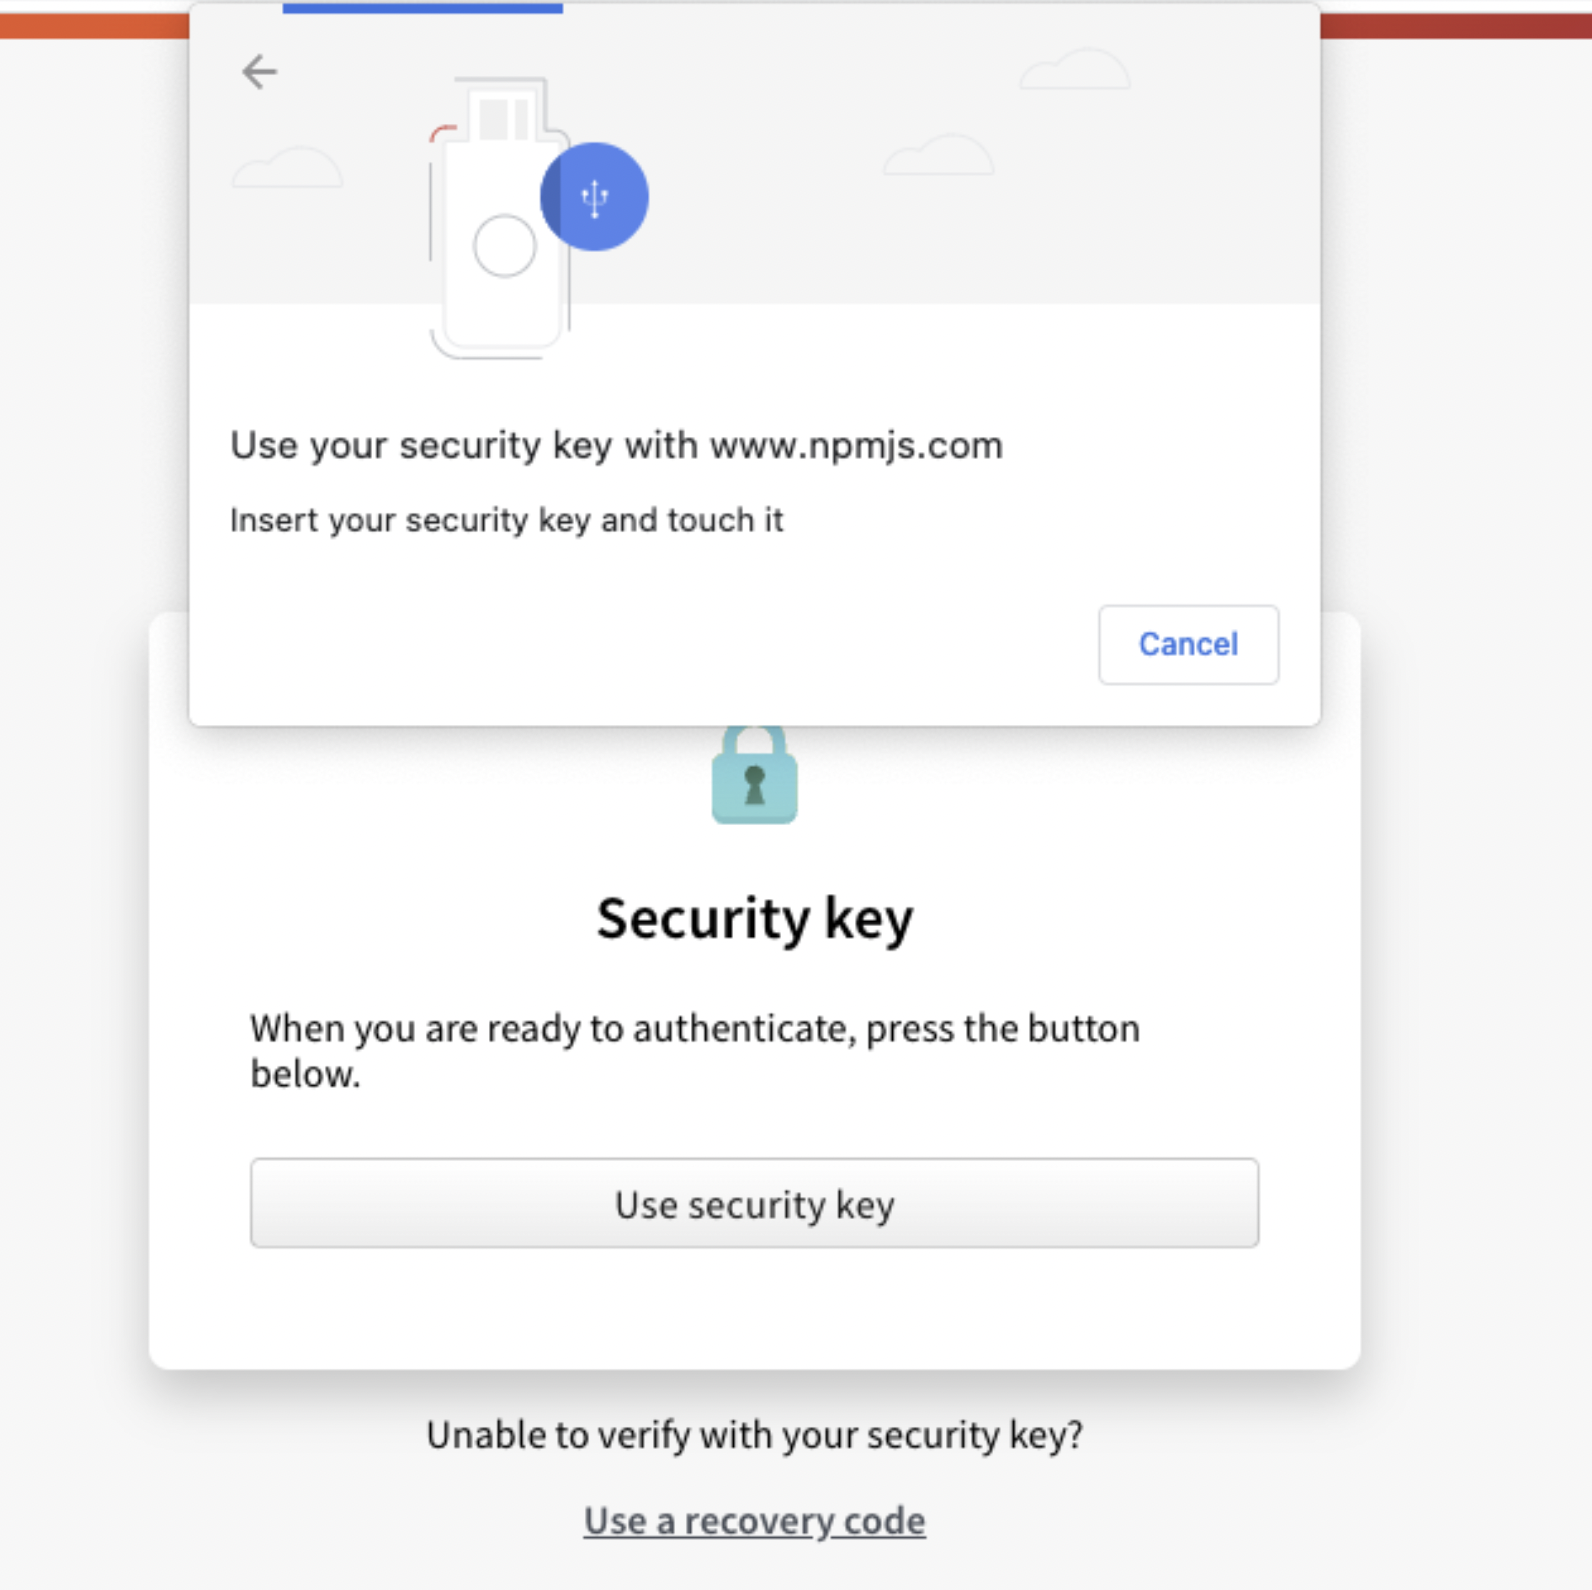 Use your security key with www.npmjs.com
Insert your security key and touch it
Cancel
Security key
When you are ready to authenticate, press the button
below.
Use security key
Unable to verify with your security key?
Use a recovery code